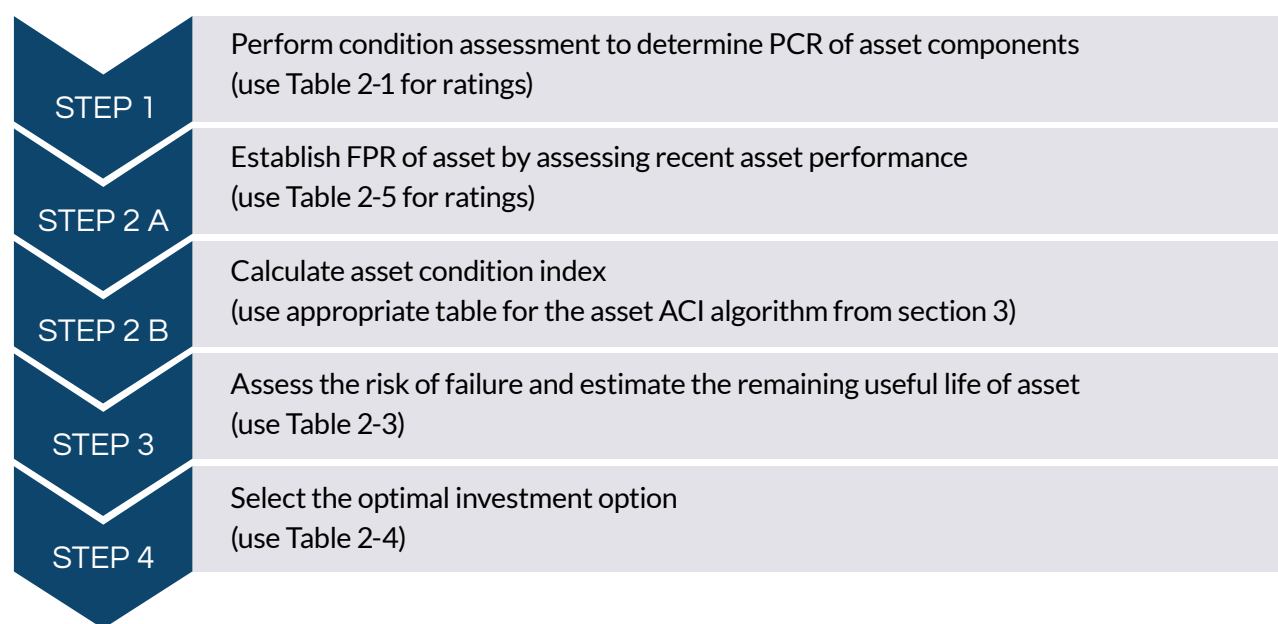 STEP 1
Perform condition assessment to determine PCR of asset components
(use Table 2-1 for ratings)
STEP 2 A
Establish FPR of asset by assessing recent asset performance
(use Table 2-5 for ratings)
STEP 2 B
Calculate asset condition index
(use appropriate table for the asset ACI algorithm from section 3)
STEP 3
Assess the risk of failure and estimate the remaining useful life of asset
(use Table 2-3)
STEP 4
Select the optimal investment option
(use Table 2-4)